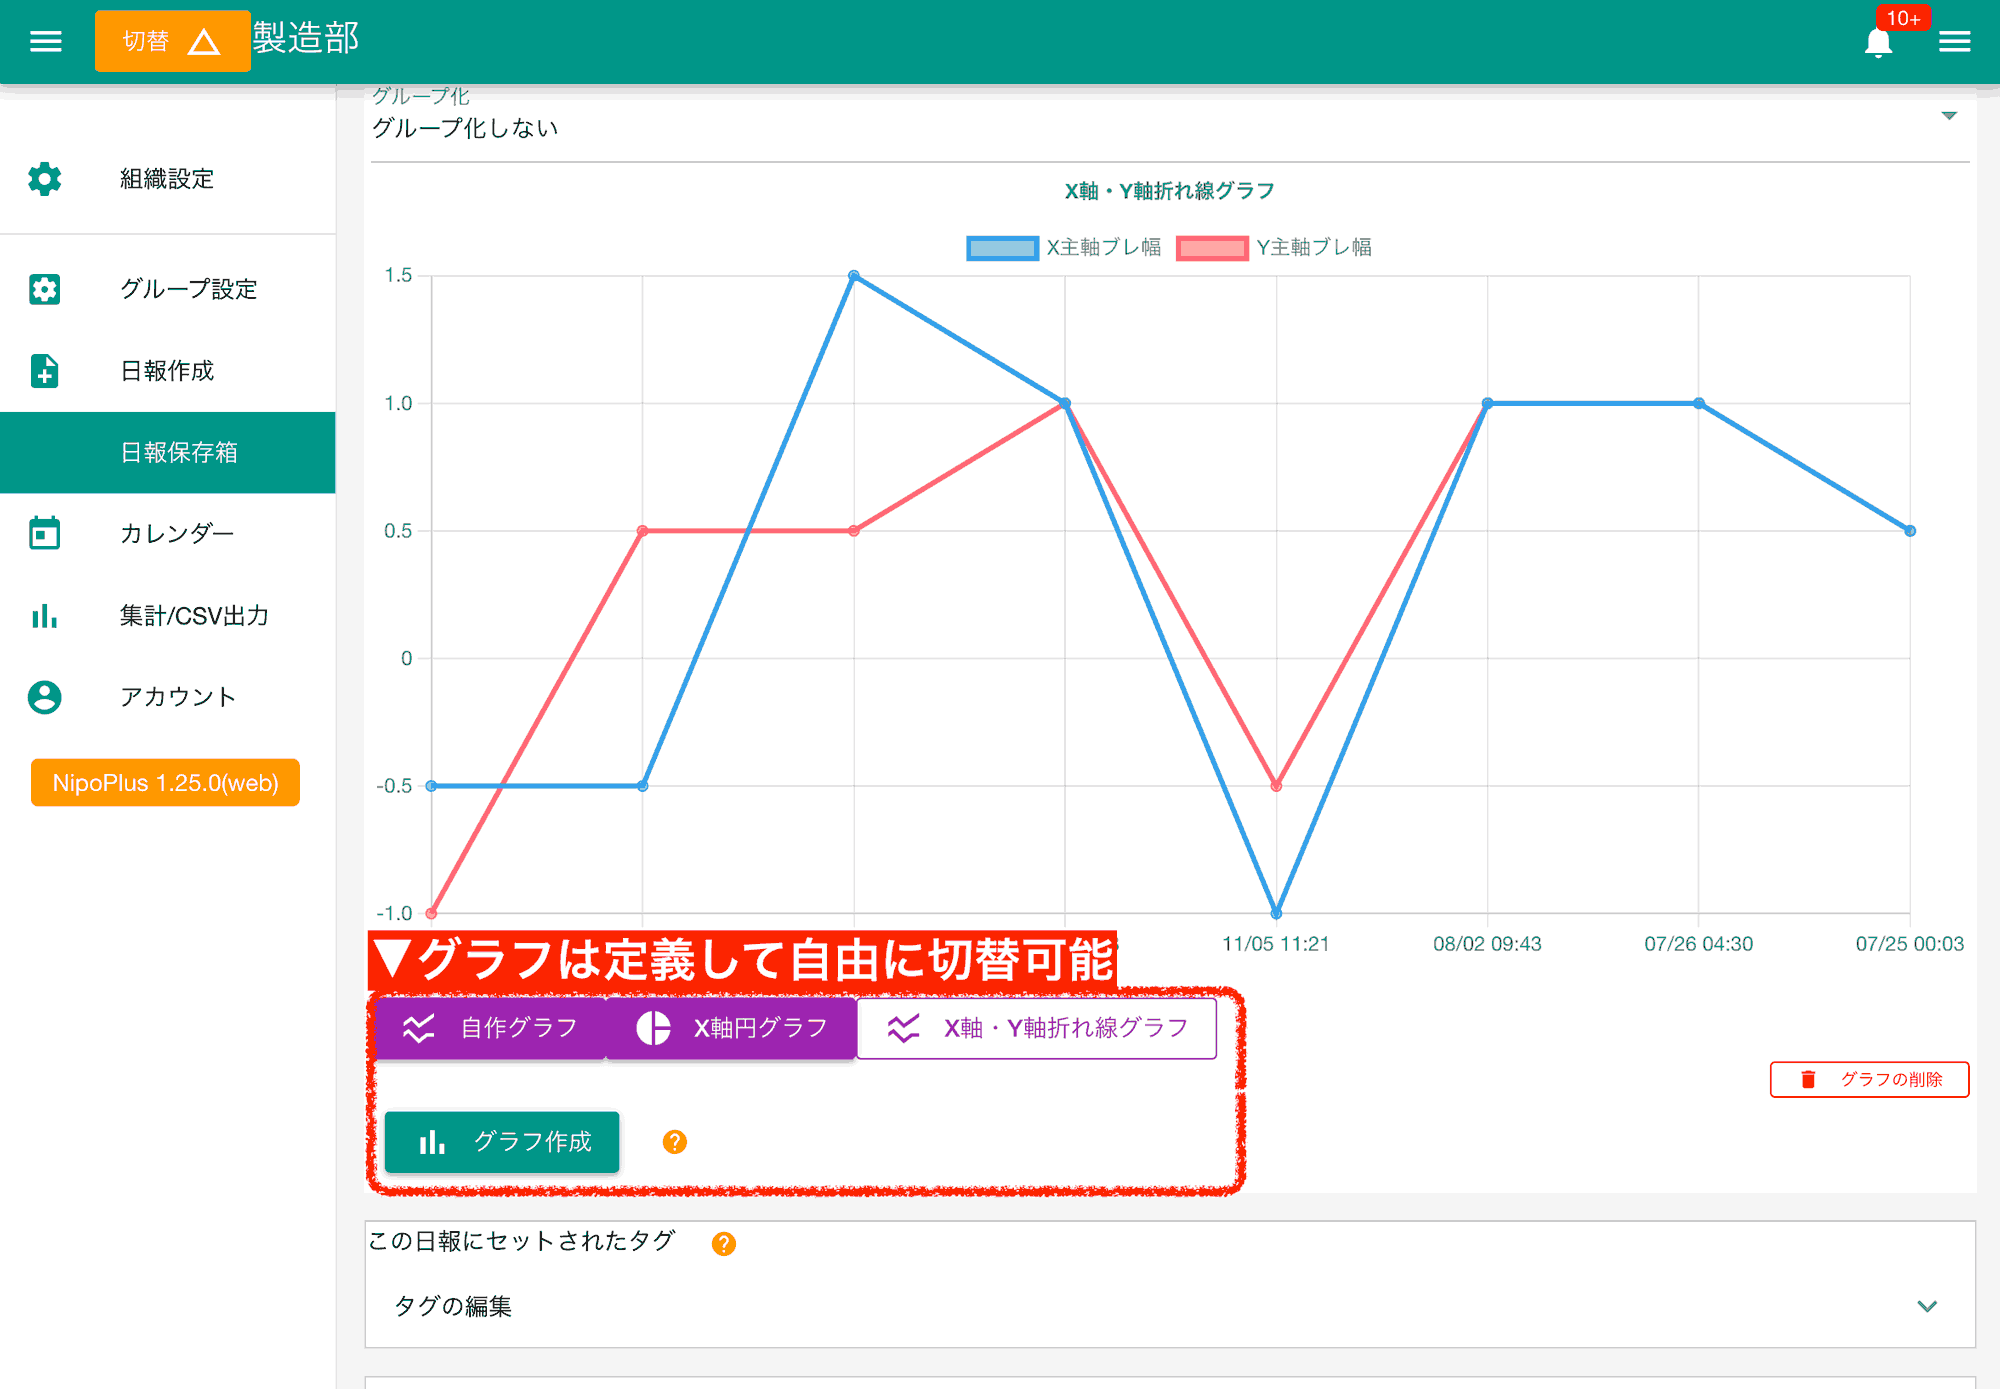 切替
製造部
10+
組織設定
グループ設定
日報作成
日報保存箱
カレンダー
集計/CSV出力
アカウント
NipoPlus 1.25.0(web)
グループ化
グループ化しない
X軸・Y軸折れ線グラフ
X主軸ブレ幅
Y主軸ブレ幅
1.5
1.0
0.5
0
-0.5
-1.0
11/05 11:21
08/02 09:43
07/26 04:30
07/25 00:03
▼グラフは定義して自由に切替可能
自作グラフ
X軸円グラフ
X軸・Y軸折れ線グラフ
グラフの削除
グラフ作成
?
この日報にセットされたタグ
?
タグの編集